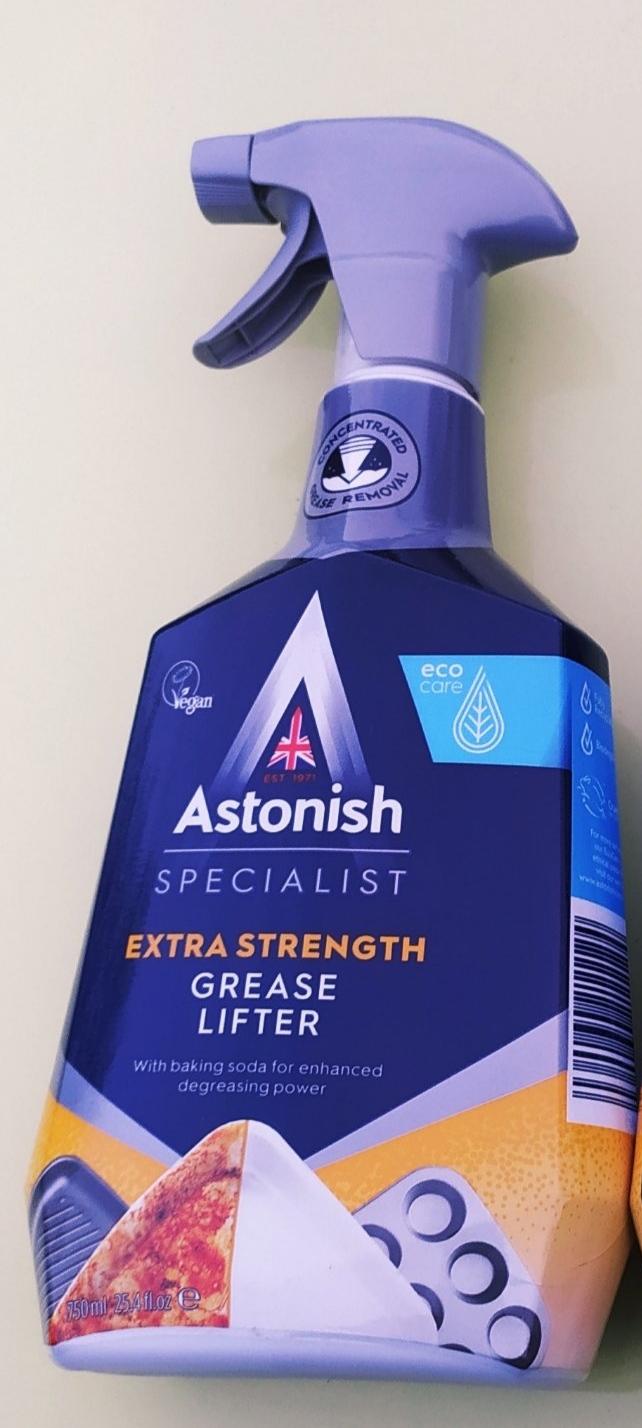 CONCENTRATED
GREASE REMOVAL
Vegan
eco
care
EST 1971
Astonish
SPECIALIST
EXTRA STRENGTH
GREASE
LIFTER
With baking soda for enhanced
degreasing power
750ml 25.4 fl.oz e